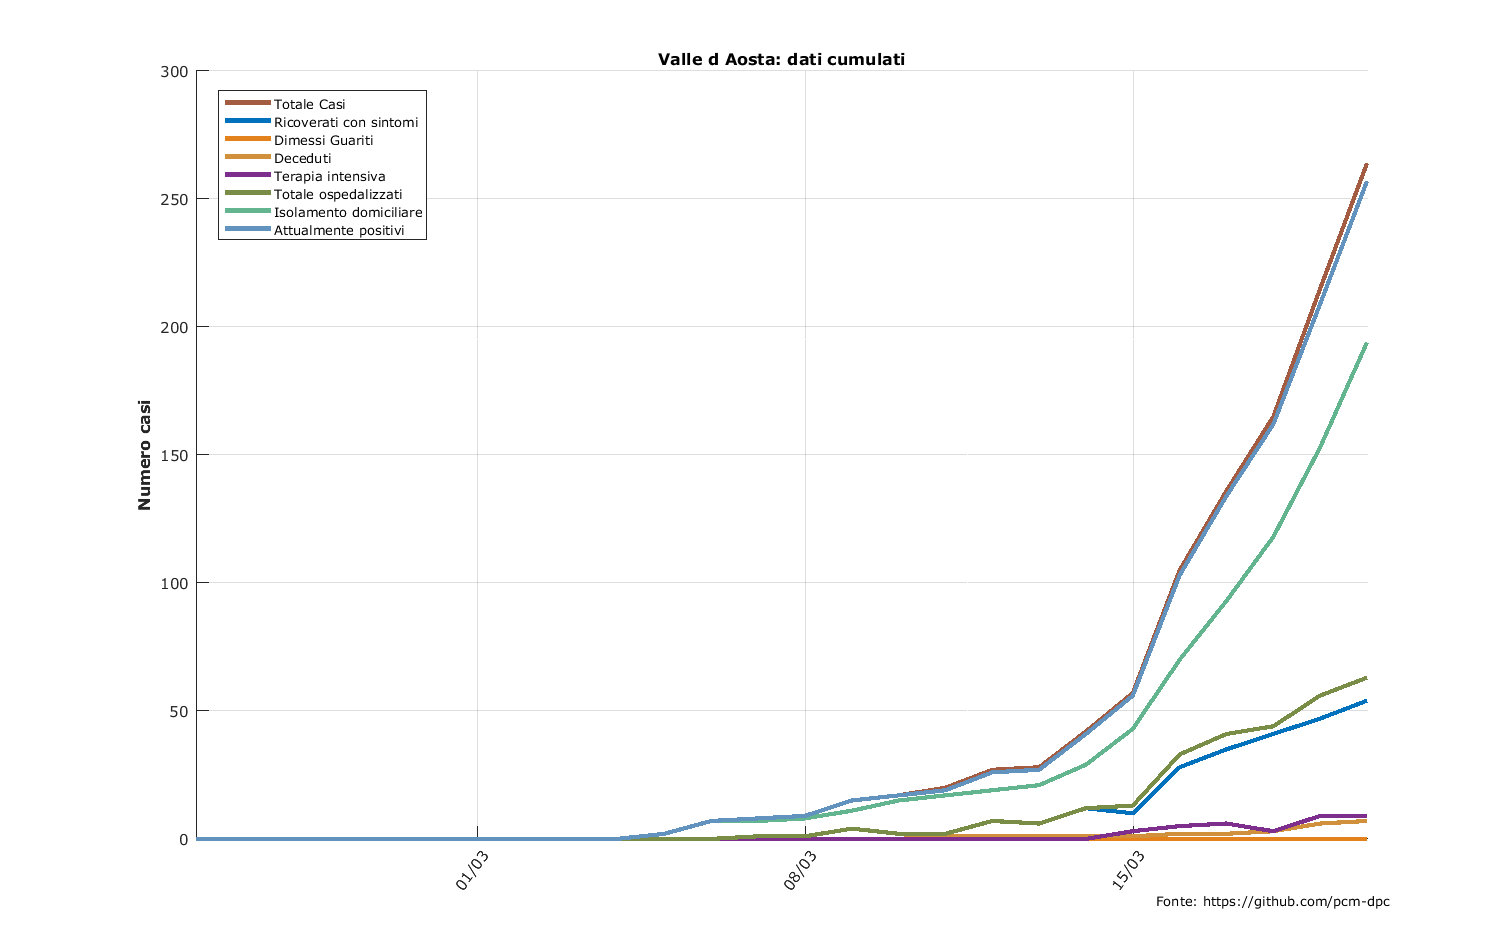 Valle d Aosta: dati cumulati
300
250
200
150
100
50
0
Numero casi
Totale Casi
Ricoverati con sintomi
Dimessi Guariti
Deceduti
Terapia intensiva
Totale ospedalizzati
Isolamento domiciliare
Attualmente positivi
01/03
08/03
15/03
Fonte: https://github.com/pcm-dpc